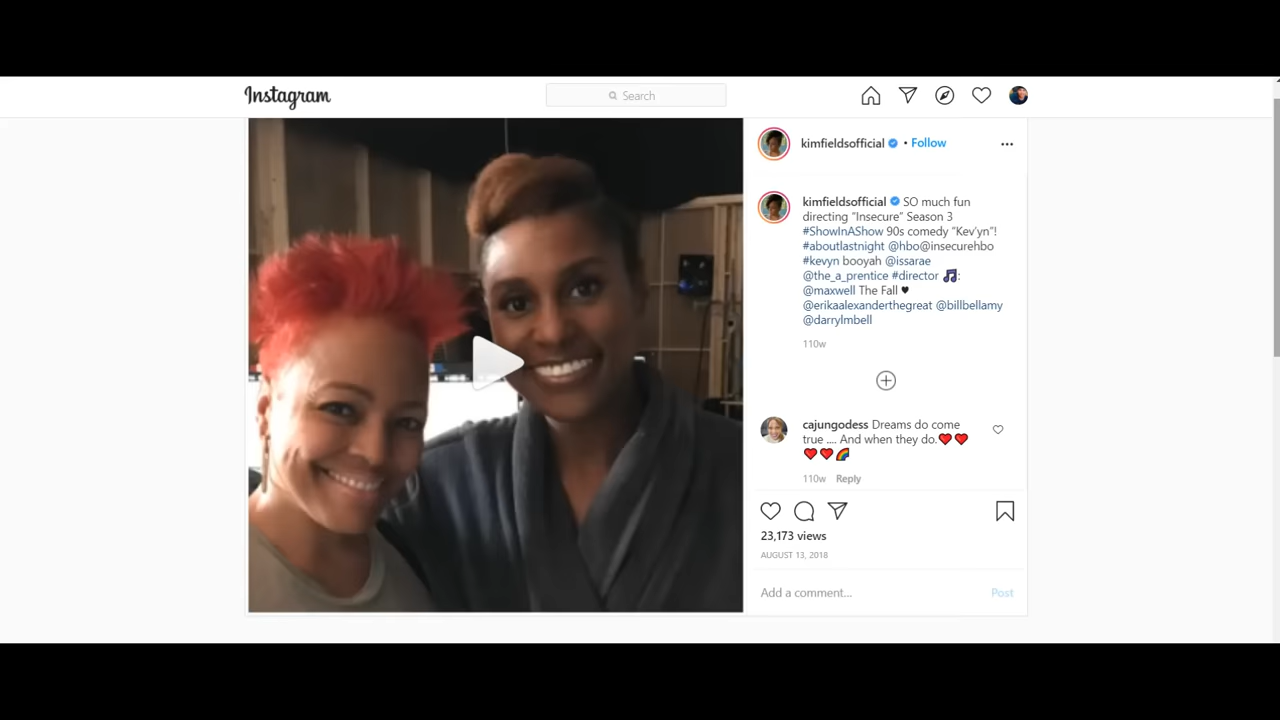 Instagram
Search
kimfieldsofficial • Follow
kimfieldsofficial SO much fun
directing "Insecure" Season 3
#ShowInAShow 90s comedy "Kev'yn"!
#aboutlastnight @hbo@insecurehbo
#kevyn booyah @issarae
@the_a_prentice #director 🎵:
@maxwell The Fall ♥
@erikaalexanderthegreat @billbellamy
@darrylmbell
110w
cajungodess Dreams do come
true .... And when they do.❤️❤️
❤️❤️🌈
110w Reply
23,173 views
AUGUST 13, 2018
Add a comment... Post